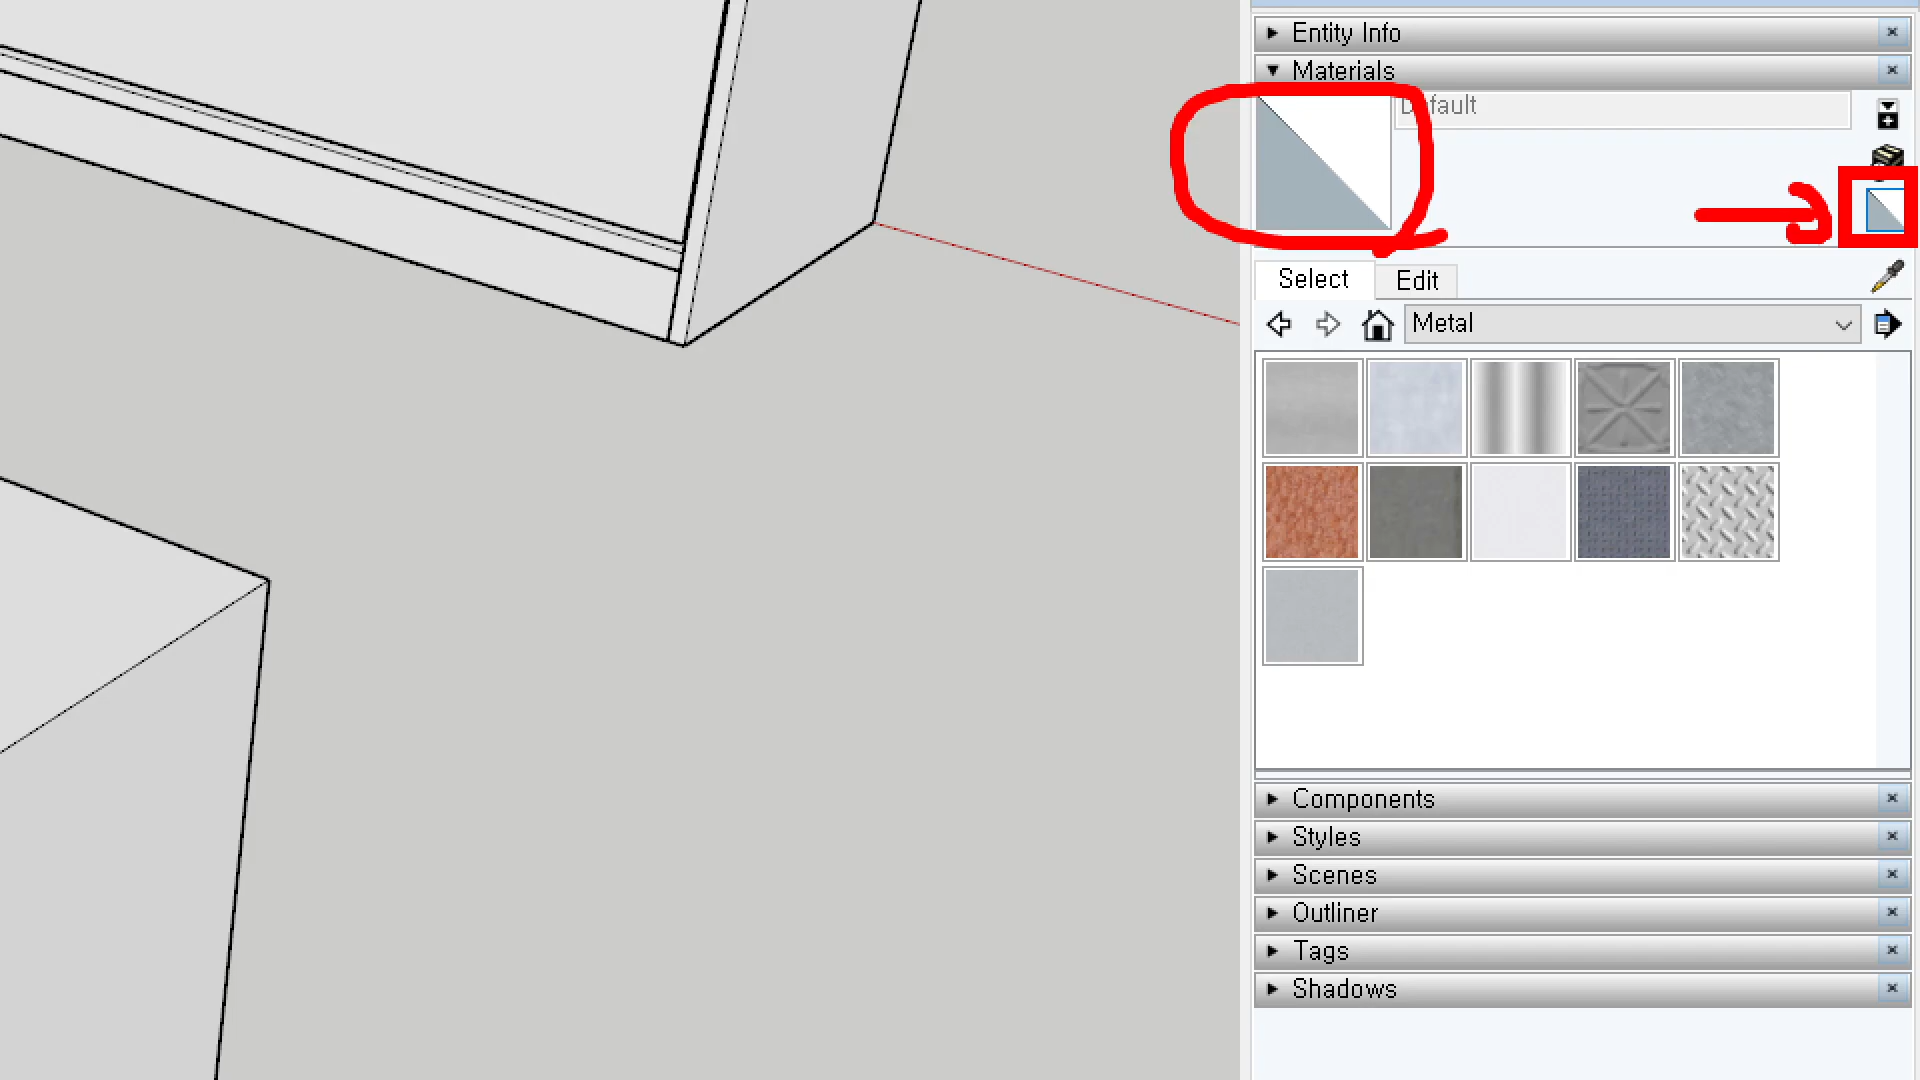 Entity Info
Materials
Default
Select
Edit
Metal
Components
Styles
Scenes
Outliner
Tags
Shadows